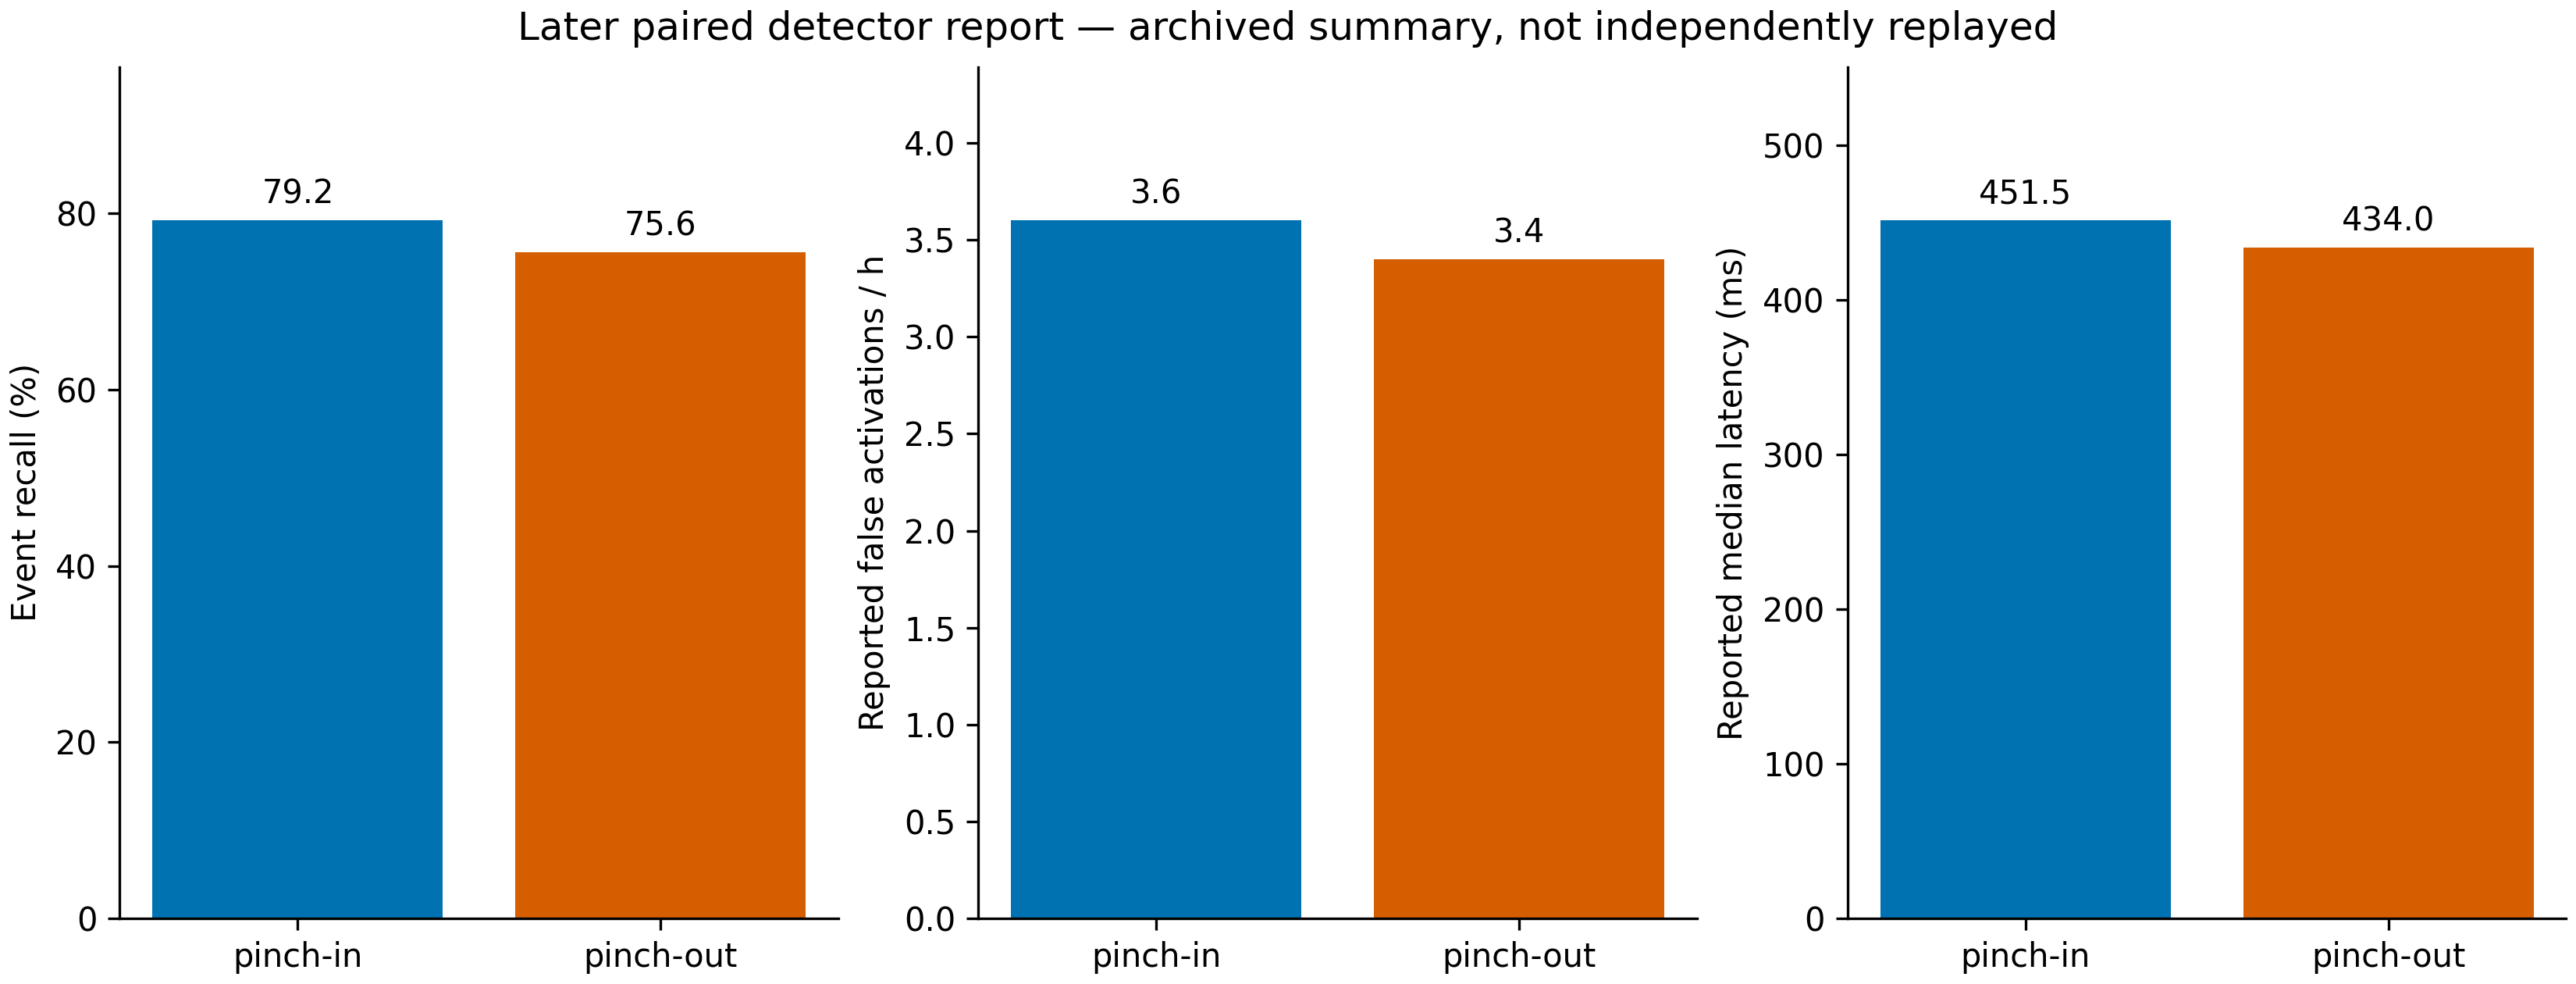 Later paired detector report — archived summary, not independently replayed
Event recall (%)
80
60
40
20
0
79.2
75.6
pinch-in
pinch-out
Reported false activations / h
4.0
3.5
3.0
2.5
2.0
1.5
1.0
0.5
0.0
3.6
3.4
pinch-in
pinch-out
Reported median latency (ms)
500
400
300
200
100
0
451.5
434.0
pinch-in
pinch-out